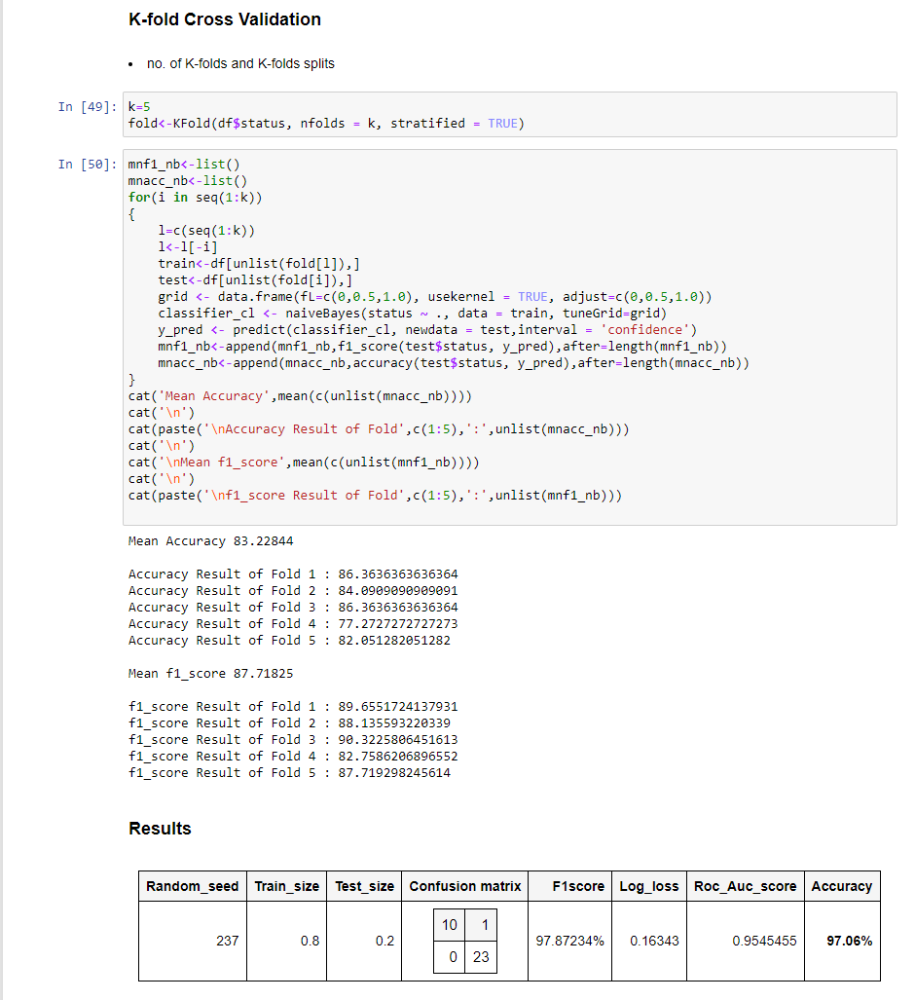 K-fold Cross Validation
• no. of K-folds and K-folds splits
In [49]: k=5
fold<-KFold(df$status, nfolds = k, stratified = TRUE)
In [50]: mnf1_nb<-list()
mnacc_nb<-list()
for(i in seq(1:k))
{
    l=c(seq(1:k))
    l<-l[-i]
    train<-df[unlist(fold[l]),]
    test<-df[unlist(fold[i]),]
    grid <- data.frame(fL=c(0,0.5,1.0), usekernel = TRUE, adjust=c(0,0.5,1.0))
    classifier_cl <- naiveBayes(status ~ ., data = train, tuneGrid=grid)
    y_pred <- predict(classifier_cl, newdata = test,interval = 'confidence')
    mnf1_nb<-append(mnf1_nb,f1_score(test$status, y_pred),after=length(mnf1_nb))
    mnacc_nb<-append(mnacc_nb,accuracy(test$status, y_pred),after=length(mnacc_nb))
}
cat('Mean Accuracy',mean(c(unlist(mnacc_nb))))
cat('\n')
cat(paste('\nAccuracy Result of Fold',c(1:5),':',unlist(mnacc_nb)))
cat('\n')
cat('\nMean f1_score',mean(c(unlist(mnf1_nb))))
cat('\n')
cat(paste('\nf1_score Result of Fold',c(1:5),':',unlist(mnf1_nb)))
Mean Accuracy 83.22844
Accuracy Result of Fold 1 : 86.3636363636364
Accuracy Result of Fold 2 : 84.0909090909091
Accuracy Result of Fold 3 : 86.3636363636364
Accuracy Result of Fold 4 : 77.2727272727273
Accuracy Result of Fold 5 : 82.051282051282
Mean f1_score 87.71825
f1_score Result of Fold 1 : 89.6551724137931
f1_score Result of Fold 2 : 88.135593220339
f1_score Result of Fold 3 : 90.3225806451613
f1_score Result of Fold 4 : 82.7586206896552
f1_score Result of Fold 5 : 87.719298245614
Results
Random_seed Train_size Test_size Confusion matrix F1score Log_loss Roc_Auc_score Accuracy
10 1
237 0.8 0.2 97.87234% 0.16343 0.9545455 97.06%
0 23